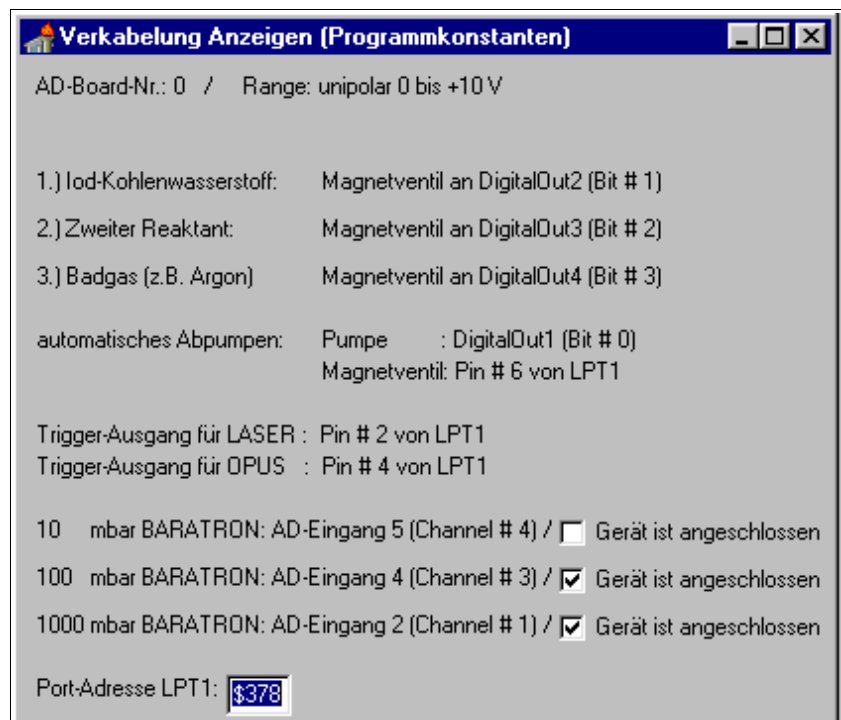 Verkabelung Anzeigen (Programmkonstanten)
AD-Board-Nr.: 0 / Range: unipolar 0 bis +10 V
1.) Iod-Kohlenwasserstoff: Magnetventil an DigitalOut2 (Bit # 1)
2.) Zweiter Reaktant: Magnetventil an DigitalOut3 (Bit # 2)
3.) Badgas (z.B. Argon) Magnetventil an DigitalOut4 (Bit # 3)
automatisches Abpumpen: Pumpe : DigitalOut1 (Bit # 0)
Magnetventil: Pin # 6 von LPT1
Trigger-Ausgang für LASER : Pin # 2 von LPT1
Trigger-Ausgang für OPUS : Pin # 4 von LPT1
10 mbar BARATRON: AD-Eingang 5 (Channel # 4) / Gerät ist angeschlossen
100 mbar BARATRON: AD-Eingang 4 (Channel # 3) / Gerät ist angeschlossen
1000 mbar BARATRON: AD-Eingang 2 (Channel # 1) / Gerät ist angeschlossen
Port-Adresse LPT1: $378